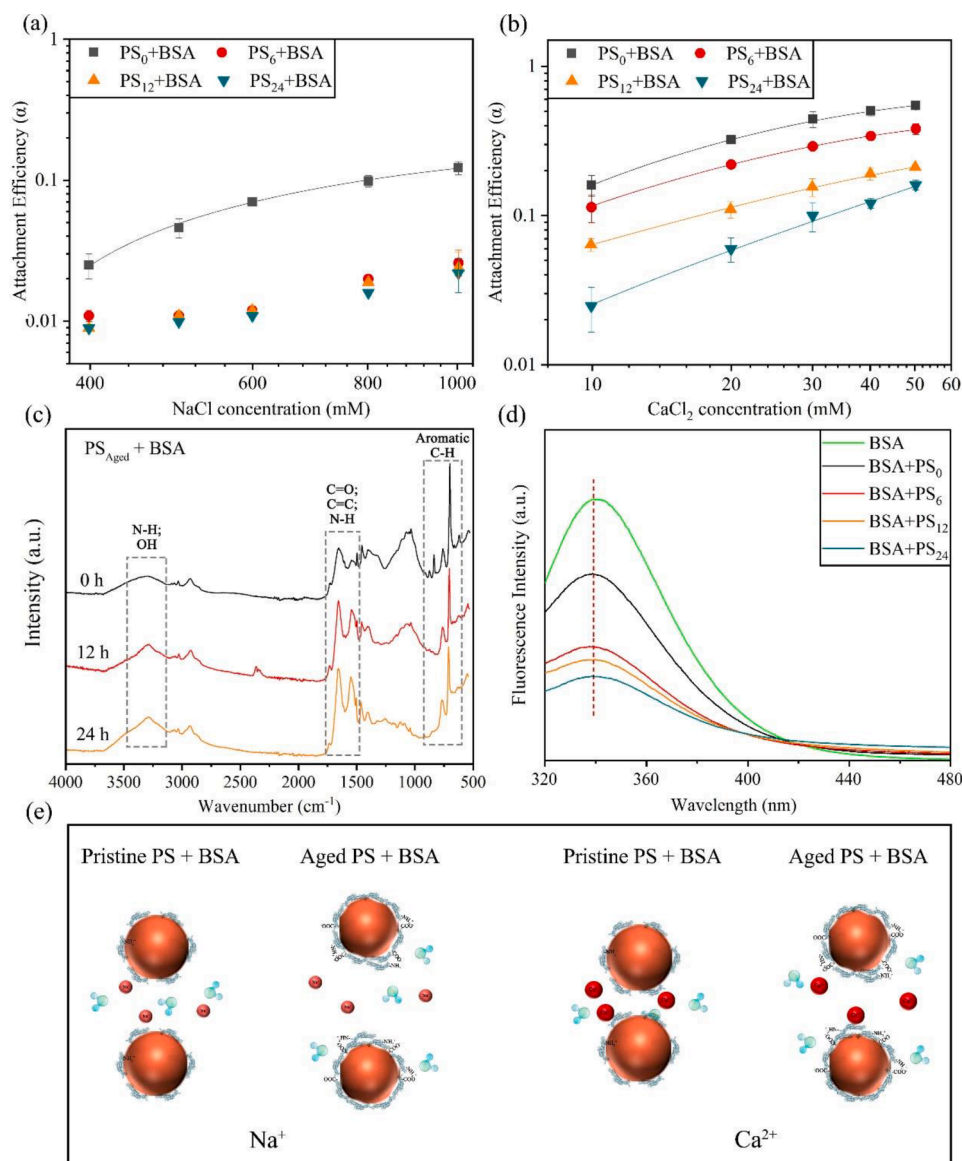 (a)
1
PS₀+BSA PS₆+BSA
PS₁₂+BSA PS₂₄+BSA
0.1
0.01
Attachment Efficiency (α)
400 600 800 1000
NaCl concentration (mM)
(b)
1
PS₀+BSA PS₆+BSA
PS₁₂+BSA PS₂₄+BSA
0.1
0.01
Attachment Efficiency (α)
10 20 30 40 50 60
CaCl₂ concentration (mM)
(c)
PS_Aged + BSA
Aromatic
C-H
C=O;
C=C;
N-H
N-H;
OH
0 h
12 h
24 h
Intensity (a.u.)
4000 3500 3000 2500 2000 1500 1000 500
Wavenumber (cm⁻¹)
(d)
BSA
BSA+PS₀
BSA+PS₆
BSA+PS₁₂
BSA+PS₂₄
Fluorescence Intensity (a.u.)
320 360 400 440 480
Wavelength (nm)
(e)
Pristine PS + BSA Aged PS + BSA Pristine PS + BSA Aged PS + BSA
Na⁺ Ca²⁺